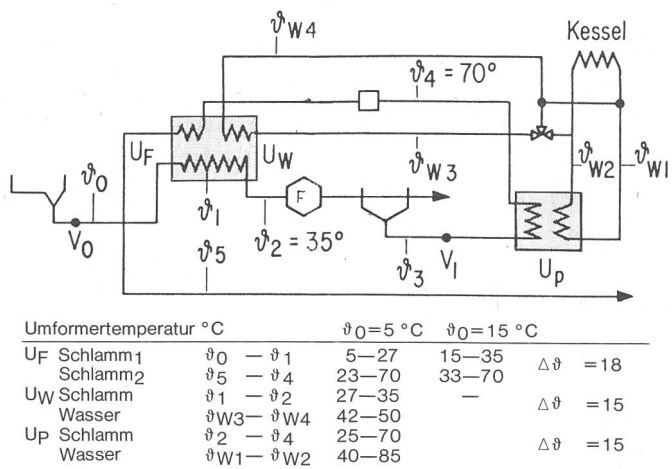 ϑW4
Kessel
ϑ4 = 70°
UF
UW
ϑW3
ϑW2
ϑW1
ϑ0
V0
ϑ1
F
ϑ2 = 35°
ϑ3
V1
Up
ϑ5
Umformertemperatur °C ϑ0=5 °C ϑ0=15 °C
UF Schlamm1 ϑ0 — ϑ1 5—27 15—35 Δϑ =18
Schlamm2 ϑ5 — ϑ4 23—70 33—70
UW Schlamm ϑ1 — ϑ2 27—35 — Δϑ =15
Wasser ϑW3— ϑW4 42—50
UP Schlamm ϑ2 — ϑ4 25—70 Δϑ =15
Wasser ϑW1— ϑW2 40—85